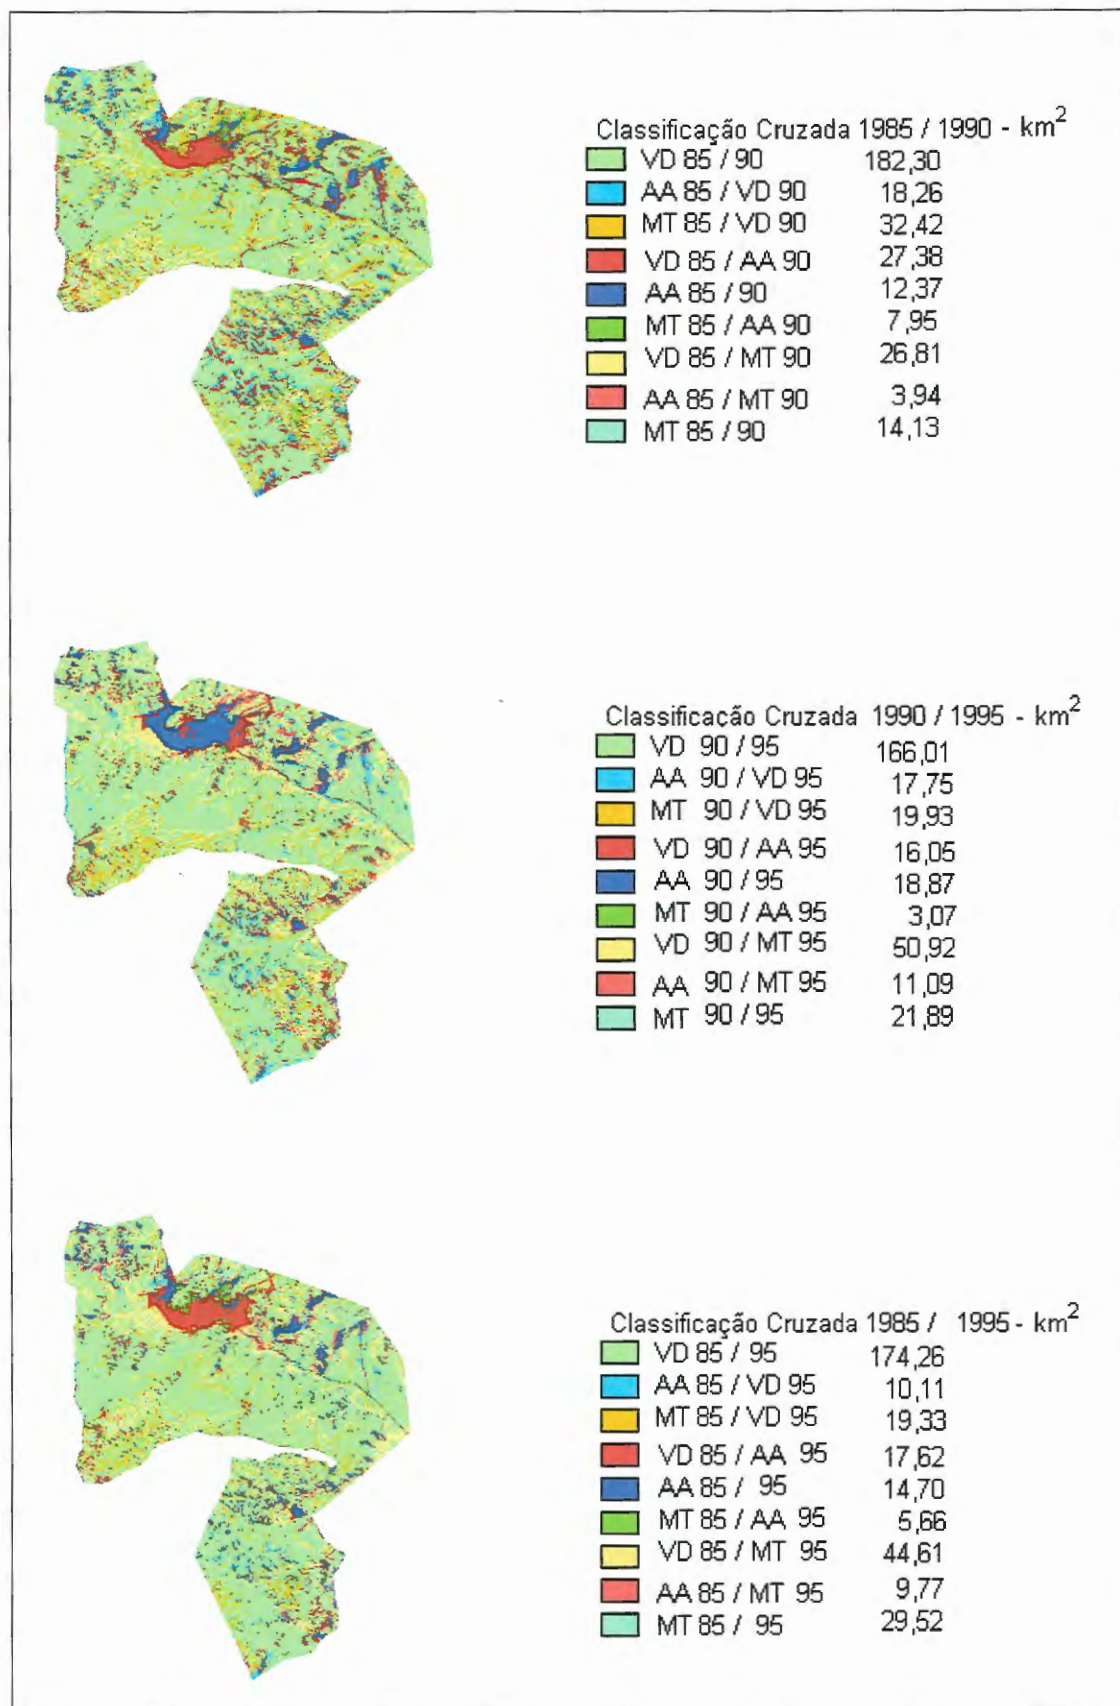 Classificação Cruzada 1985 / 1990 - km²
VD 85 / 90 182,30
AA 85 / VD 90 18,26
MT 85 / VD 90 32,42
VD 85 / AA 90 27,38
AA 85 / 90 12,37
MT 85 / AA 90 7,95
VD 85 / MT 90 26,81
AA 85 / MT 90 3,94
MT 85 / 90 14,13
Classificação Cruzada 1990 / 1995 - km²
VD 90 / 95 166,01
AA 90 / VD 95 17,75
MT 90 / VD 95 19,93
VD 90 / AA 95 16,05
AA 90 / 95 18,87
MT 90 / AA 95 3,07
VD 90 / MT 95 50,92
AA 90 / MT 95 11,09
MT 90 / 95 21,89
Classificação Cruzada 1985 / 1995 - km²
VD 85 / 95 174,26
AA 85 / VD 95 10,11
MT 85 / VD 95 19,33
VD 85 / AA 95 17,62
AA 85 / 95 14,70
MT 85 / AA 95 5,66
VD 85 / MT 95 44,61
AA 85 / MT 95 9,77
MT 85 / 95 29,52